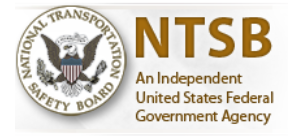 NATIONAL TRANSPORTATION
SAFETY BOARD
NTSB
An Independent
United States Federal
Government Agency